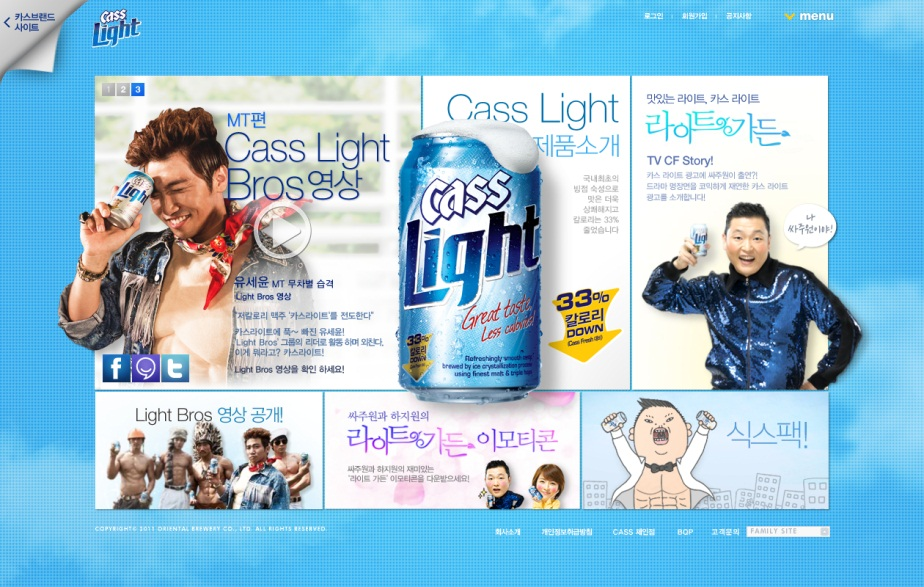 카스브랜드
사이트
Cass
Light
로그인
회원가입
공지사항
menu
1 2 3
MT편
Cass Light
Bros 영상
유세윤 MT 무차별 습격
Light Bros 영상
"저칼로리 맥주 '카스라이트'를 전도한다"
카스라이트에 푹~ 빠진 유세윤!
'Light Bros' 그룹의 리더로 활동 하며 외친다,
이게 뭐라고? 카스라이트!
Light Bros 영상을 확인 하세요!
Cass Light
제품소개
국내최초의
빙점 숙성으로
맛은 더욱
상쾌해지고
칼로리는 33%
줄었습니다
Cass
Light
Great taste,
Less calories!
33%
칼로리
DOWN
Refreshingly smooth
brewed by ice crystallization
using finest malt &
33%
칼로리
DOWN
(Cass Fresh 대비)
맛있는 라이트, 카스 라이트
라이트 가든
TV CF Story!
카스 라이트 광고에 싸주원이 출연?!
드라마 명장면을 코믹하게 재연한 카스 라이트
광고를 소개합니다!
나
싸주원이야!
Light Bros 영상 공개!
싸주원과 하지원의
라이트 가든 이모티콘
싸주원과 하지원의 재미있는
'라이트 가든' 이모티콘을 다운받으세요!
식스팩!
COPYRIGHT© 2011 ORIENTAL BREWERY CO., LTD. ALL RIGHTS RESERVED.
회사소개
개인정보취급방침
CASS 체인점
BGP
고객문의
FAMILY SITE